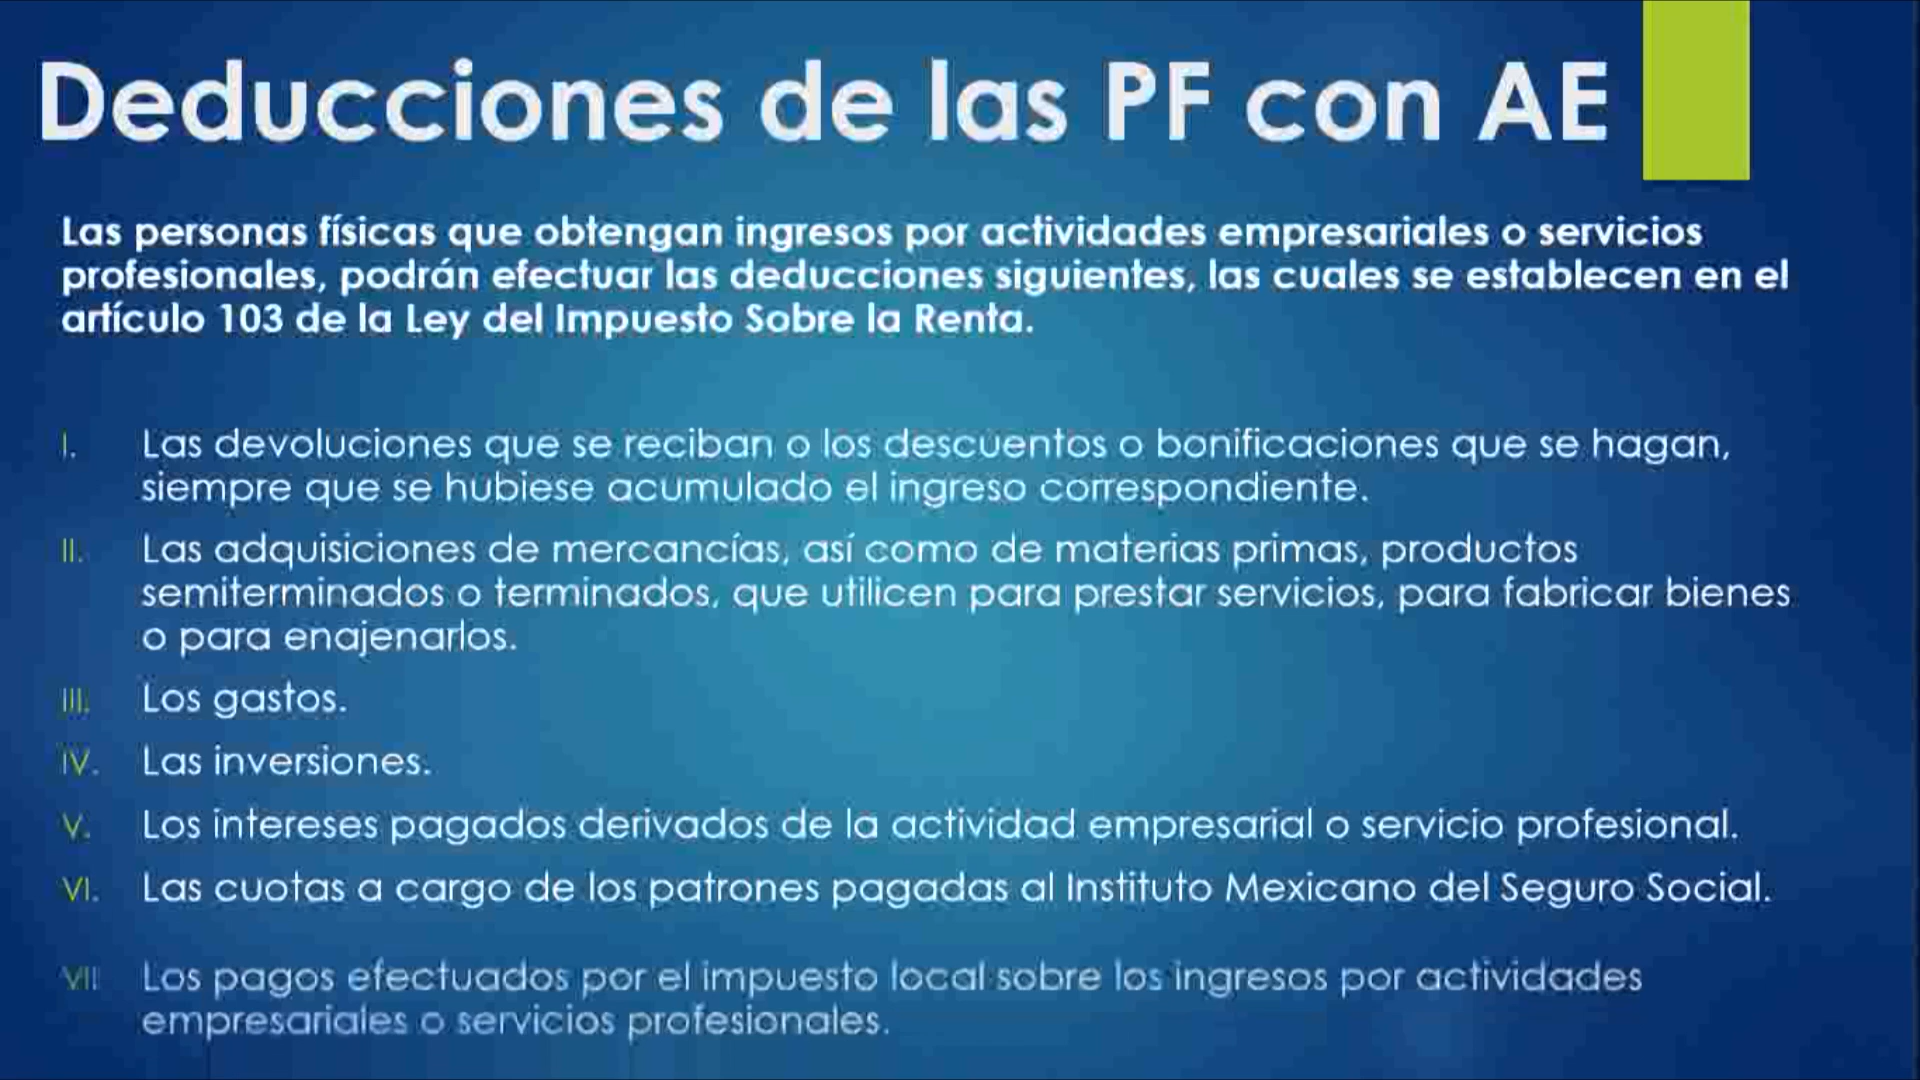 Deducciones de las PF con AE
Las personas físicas que obtengan ingresos por actividades empresariales o servicios
profesionales, podrán efectuar las deducciones siguientes, las cuales se establecen en el
artículo 103 de la Ley del Impuesto Sobre la Renta.
I. Las devoluciones que se reciban o los descuentos o bonificaciones que se hagan,
siempre que se hubiese acumulado el ingreso correspondiente.
II. Las adquisiciones de mercancías, así como de materias primas, productos
semiterminados o terminados, que utilicen para prestar servicios, para fabricar bienes
o para enajenarlos.
III. Los gastos.
IV. Las inversiones.
V. Los intereses pagados derivados de la actividad empresarial o servicio profesional.
VI. Las cuotas a cargo de los patrones pagadas al Instituto Mexicano del Seguro Social.
VII Los pagos efectuados por el impuesto local sobre los ingresos por actividades
empresariales o servicios profesionales.